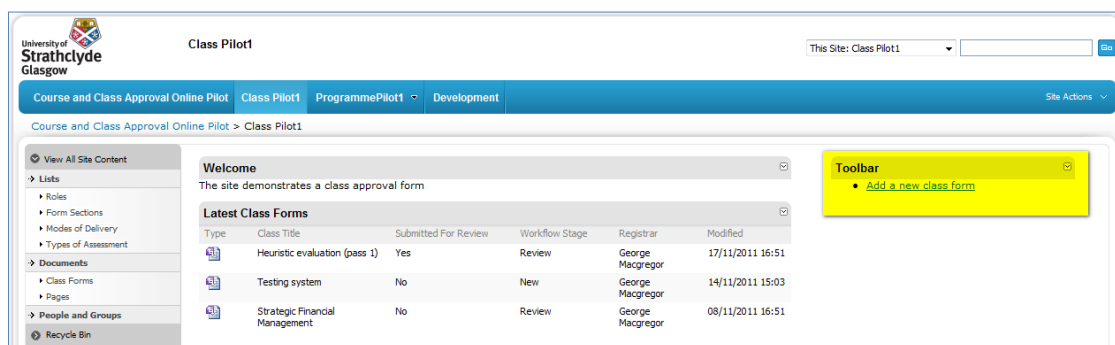 University of
Strathclyde
Glasgow
Class Pilot1
This Site: Class Pilot1
Go
Course and Class Approval Online Pilot Class Pilot1 ProgrammePilot1 Development
Site Actions
Course and Class Approval Online Pilot > Class Pilot1
View All Site Content
Lists
Roles
Form Sections
Modes of Delivery
Types of Assessment
Documents
Class Forms
Pages
People and Groups
Recycle Bin
Welcome
The site demonstrates a class approval form
Latest Class Forms
Type Class Title Submitted For Review Workflow Stage Registrar Modified
Heuristic evaluation (pass 1) Yes Review George Macgregor 17/11/2011 16:51
Testing system No New George Macgregor 14/11/2011 15:03
Strategic Financial Management No Review George Macgregor 08/11/2011 16:51
Toolbar
Add a new class form